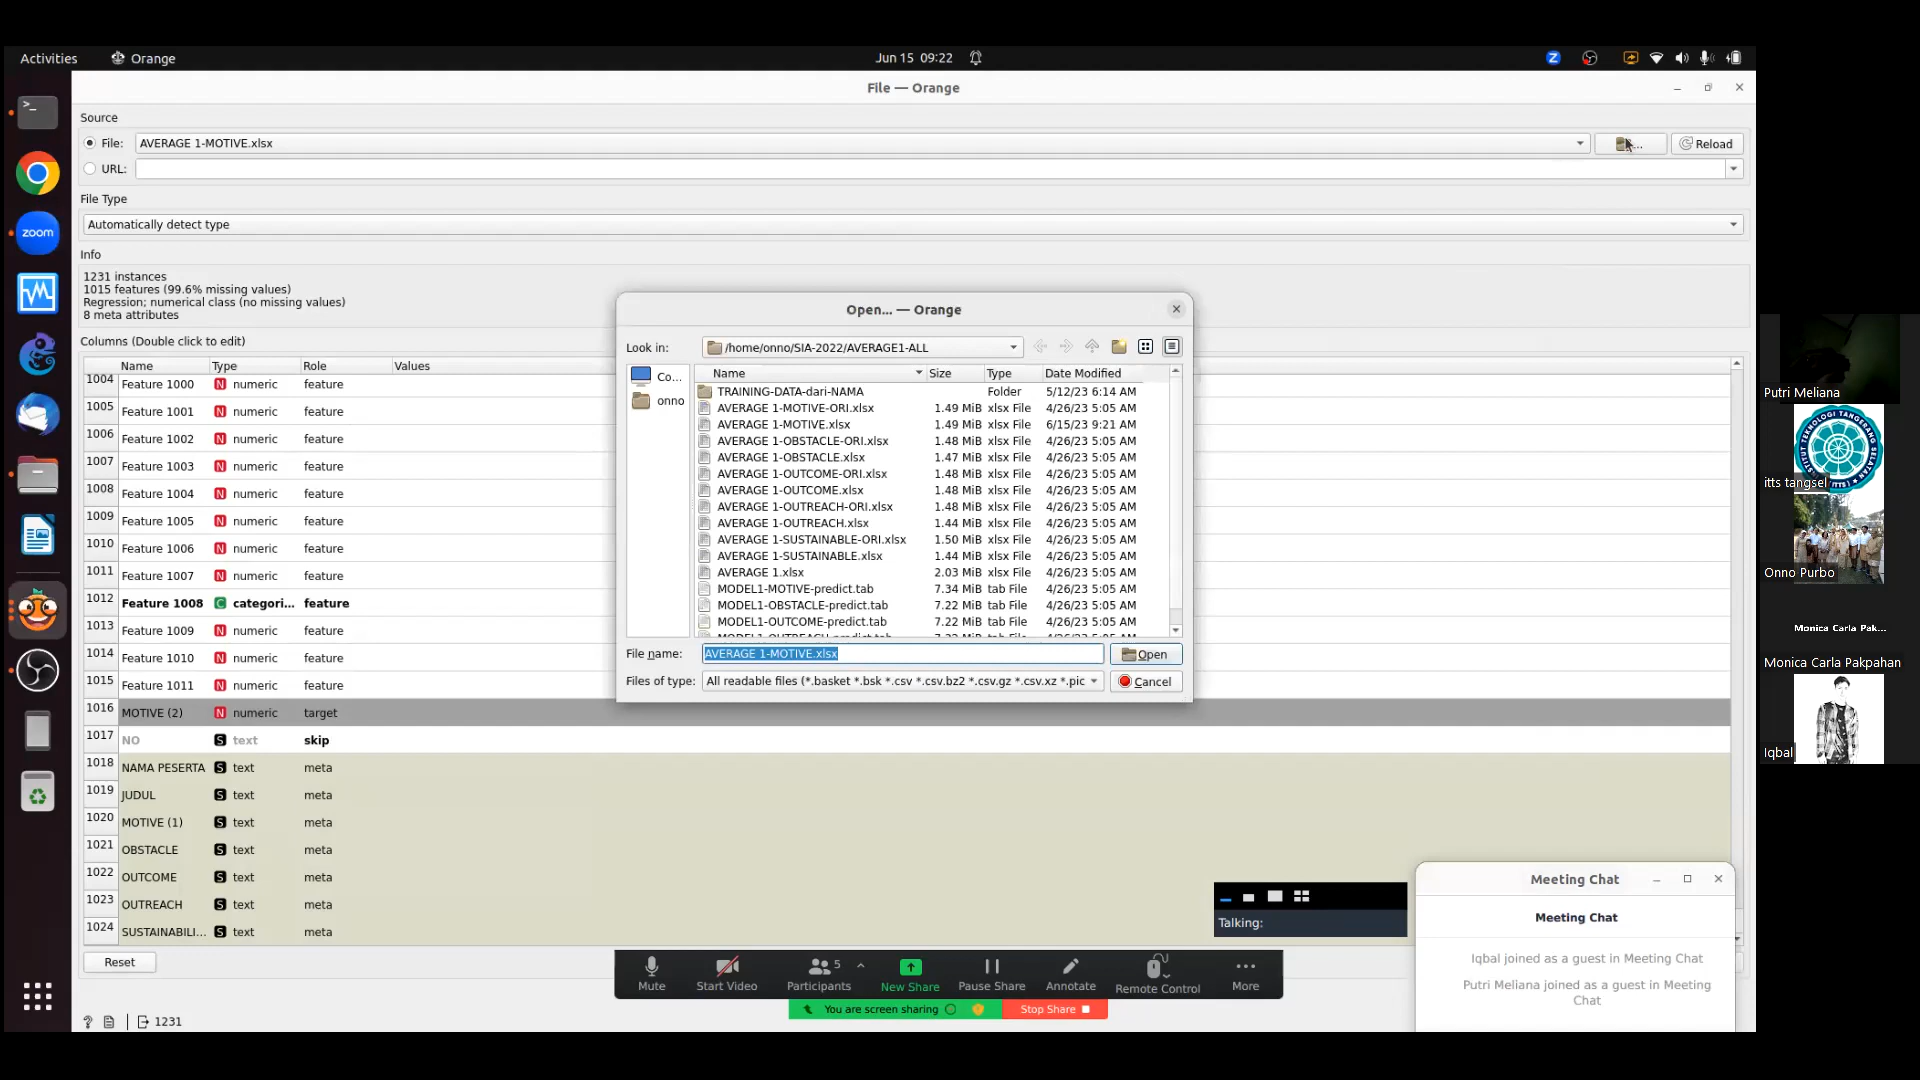 Activities
Orange
Jun 15 09:22
File — Orange
Source
File:
AVERAGE 1-MOTIVE.xlsx
...
Reload
URL:
File Type
Automatically detect type
Info
1231 instances
1015 features (99.6% missing values)
Regression; numerical class (no missing values)
8 meta attributes
Columns (Double click to edit)
Name Type Role Values
1004 Feature 1000 N numeric feature
1005 Feature 1001 N numeric feature
1006 Feature 1002 N numeric feature
1007 Feature 1003 N numeric feature
1008 Feature 1004 N numeric feature
1009 Feature 1005 N numeric feature
1010 Feature 1006 N numeric feature
1011 Feature 1007 N numeric feature
1012 Feature 1008 C categori... feature
1013 Feature 1009 N numeric feature
1014 Feature 1010 N numeric feature
1015 Feature 1011 N numeric feature
1016 MOTIVE (2) N numeric target
1017 NO S text skip
1018 NAMA PESERTA S text meta
1019 JUDUL S text meta
1020 MOTIVE (1) S text meta
1021 OBSTACLE S text meta
1022 OUTCOME S text meta
1023 OUTREACH S text meta
1024 SUSTAINABILI... S text meta
Reset
? 1231
Open... — Orange
Look in: /home/onno/SIA-2022/AVERAGE1-ALL
Co...
onno
Name Size Type Date Modified
TRAINING-DATA-dari-NAMA Folder 5/12/23 6:14 AM
AVERAGE 1-MOTIVE-ORI.xlsx 1.49 MiB xlsx File 4/26/23 5:05 AM
AVERAGE 1-MOTIVE.xlsx 1.49 MiB xlsx File 6/15/23 9:21 AM
AVERAGE 1-OBSTACLE-ORI.xlsx 1.48 MiB xlsx File 4/26/23 5:05 AM
AVERAGE 1-OBSTACLE.xlsx 1.47 MiB xlsx File 4/26/23 5:05 AM
AVERAGE 1-OUTCOME-ORI.xlsx 1.48 MiB xlsx File 4/26/23 5:05 AM
AVERAGE 1-OUTCOME.xlsx 1.48 MiB xlsx File 4/26/23 5:05 AM
AVERAGE 1-OUTREACH-ORI.xlsx 1.48 MiB xlsx File 4/26/23 5:05 AM
AVERAGE 1-OUTREACH.xlsx 1.44 MiB xlsx File 4/26/23 5:05 AM
AVERAGE 1-SUSTAINABLE-ORI.xlsx 1.50 MiB xlsx File 4/26/23 5:05 AM
AVERAGE 1-SUSTAINABLE.xlsx 1.44 MiB xlsx File 4/26/23 5:05 AM
AVERAGE 1.xlsx 2.03 MiB xlsx File 4/26/23 5:05 AM
MODEL1-MOTIVE-predict.tab 7.34 MiB tab File 4/26/23 5:05 AM
MODEL1-OBSTACLE-predict.tab 7.22 MiB tab File 4/26/23 5:05 AM
MODEL1-OUTCOME-predict.tab 7.22 MiB tab File 4/26/23 5:05 AM
File name: AVERAGE 1-MOTIVE.xlsx
Open
Files of type: All readable files (*.basket *.bsk *.csv *.csv.bz2 *.csv.gz *.csv.xz *.pic
Cancel
zoom
Talking:
Meeting Chat
Meeting Chat
Iqbal joined as a guest in Meeting Chat
Putri Meliana joined as a guest in Meeting
Chat
Mute
Start Video
5
Participants
New Share
Pause Share
Annotate
Remote Control
More
You are screen sharing
Stop Share
Putri Meliana
INSTITUT TEKNOLOGI TANGERANG SELATAN
itts tangsel
Onno Purbo
Monica Carla Pak...
Monica Carla Pakpahan
Iqbal